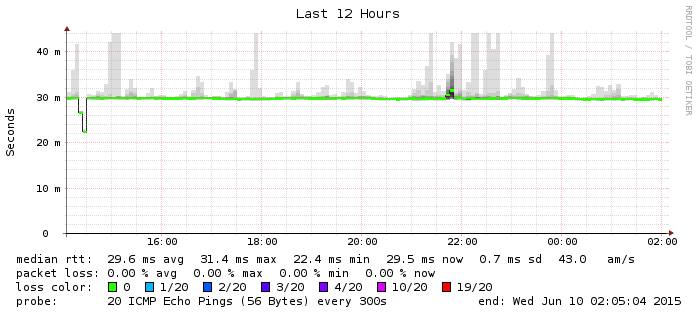 Last 12 Hours
RRDTOOL / TOBI OETIKER
Seconds
40 m
30 m
20 m
10 m
0
16:00 18:00 20:00 22:00 00:00 02:00
median rtt: 29.6 ms avg 31.4 ms max 22.4 ms min 29.5 ms now 0.7 ms sd 43.0 am/s
packet loss: 0.00 % avg 0.00 % max 0.00 % min 0.00 % now
loss color: 0 1/20 2/20 3/20 4/20 10/20 19/20
probe: 20 ICMP Echo Pings (56 Bytes) every 300s end: Wed Jun 10 02:05:04 2015